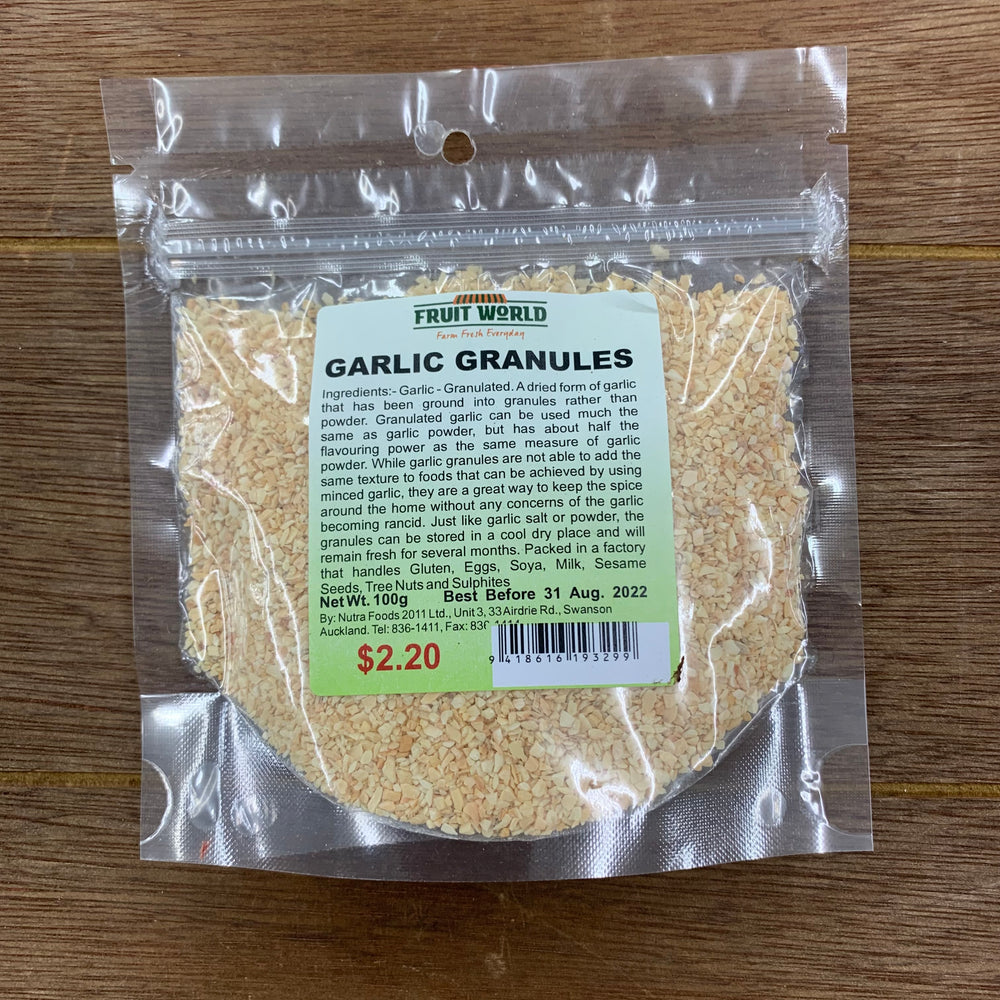 FRUIT WORLD
Farm Fresh Everyday
GARLIC GRANULES
Ingredients:- Garlic - Granulated. A dried form of garlic
that has been ground into granules rather than
powder. Granulated garlic can be used much the
same as garlic powder, but has about half the
flavouring power as the same measure of garlic
powder. While garlic granules are not able to add the
same texture to foods that can be achieved by using
minced garlic, they are a great way to keep the spice
around the home without any concerns of the garlic
becoming rancid. Just like garlic salt or powder, the
granules can be stored in a cool dry place and will
remain fresh for several months. Packed in a factory
that handles Gluten, Eggs, Soya, Milk, Sesame
Seeds, Tree Nuts and Sulphites
Net Wt. 100g Best Before 31 Aug. 2022
By: Nutra Foods 2011 Ltd., Unit 3, 33 Airdrie Rd., Swanson
Auckland. Tel: 836-1411, Fax:
$2.20
9 418616 193299